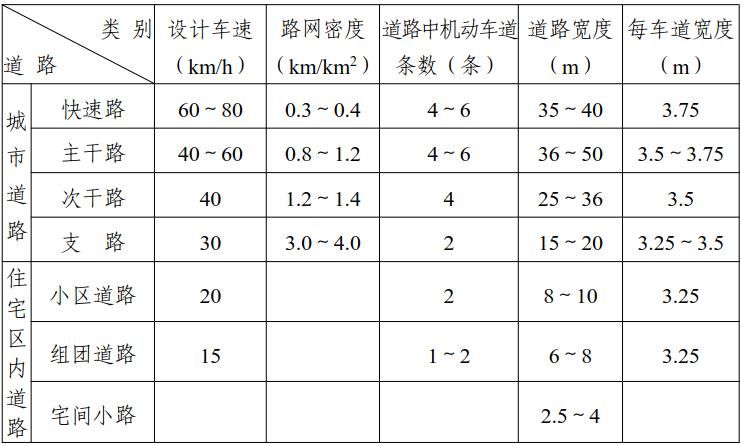 类 别 设计车速 路网密度 道路中机动车道 道路宽度 每车道宽度
道 路 （km/h） （km/km²） 条数（条） （m） （m）
城市道路
快速路 60～80 0.3～0.4 4～6 35～40 3.75
主干路 40～60 0.8～1.2 4～6 36～50 3.5～3.75
次干路 40 1.2～1.4 4 25～36 3.5
支 路 30 3.0～4.0 2 15～20 3.25～3.5
住宅区内道路
小区道路 20 2 8～10 3.25
组团道路 15 1～2 6～8 3.25
宅间小路 2.5～4